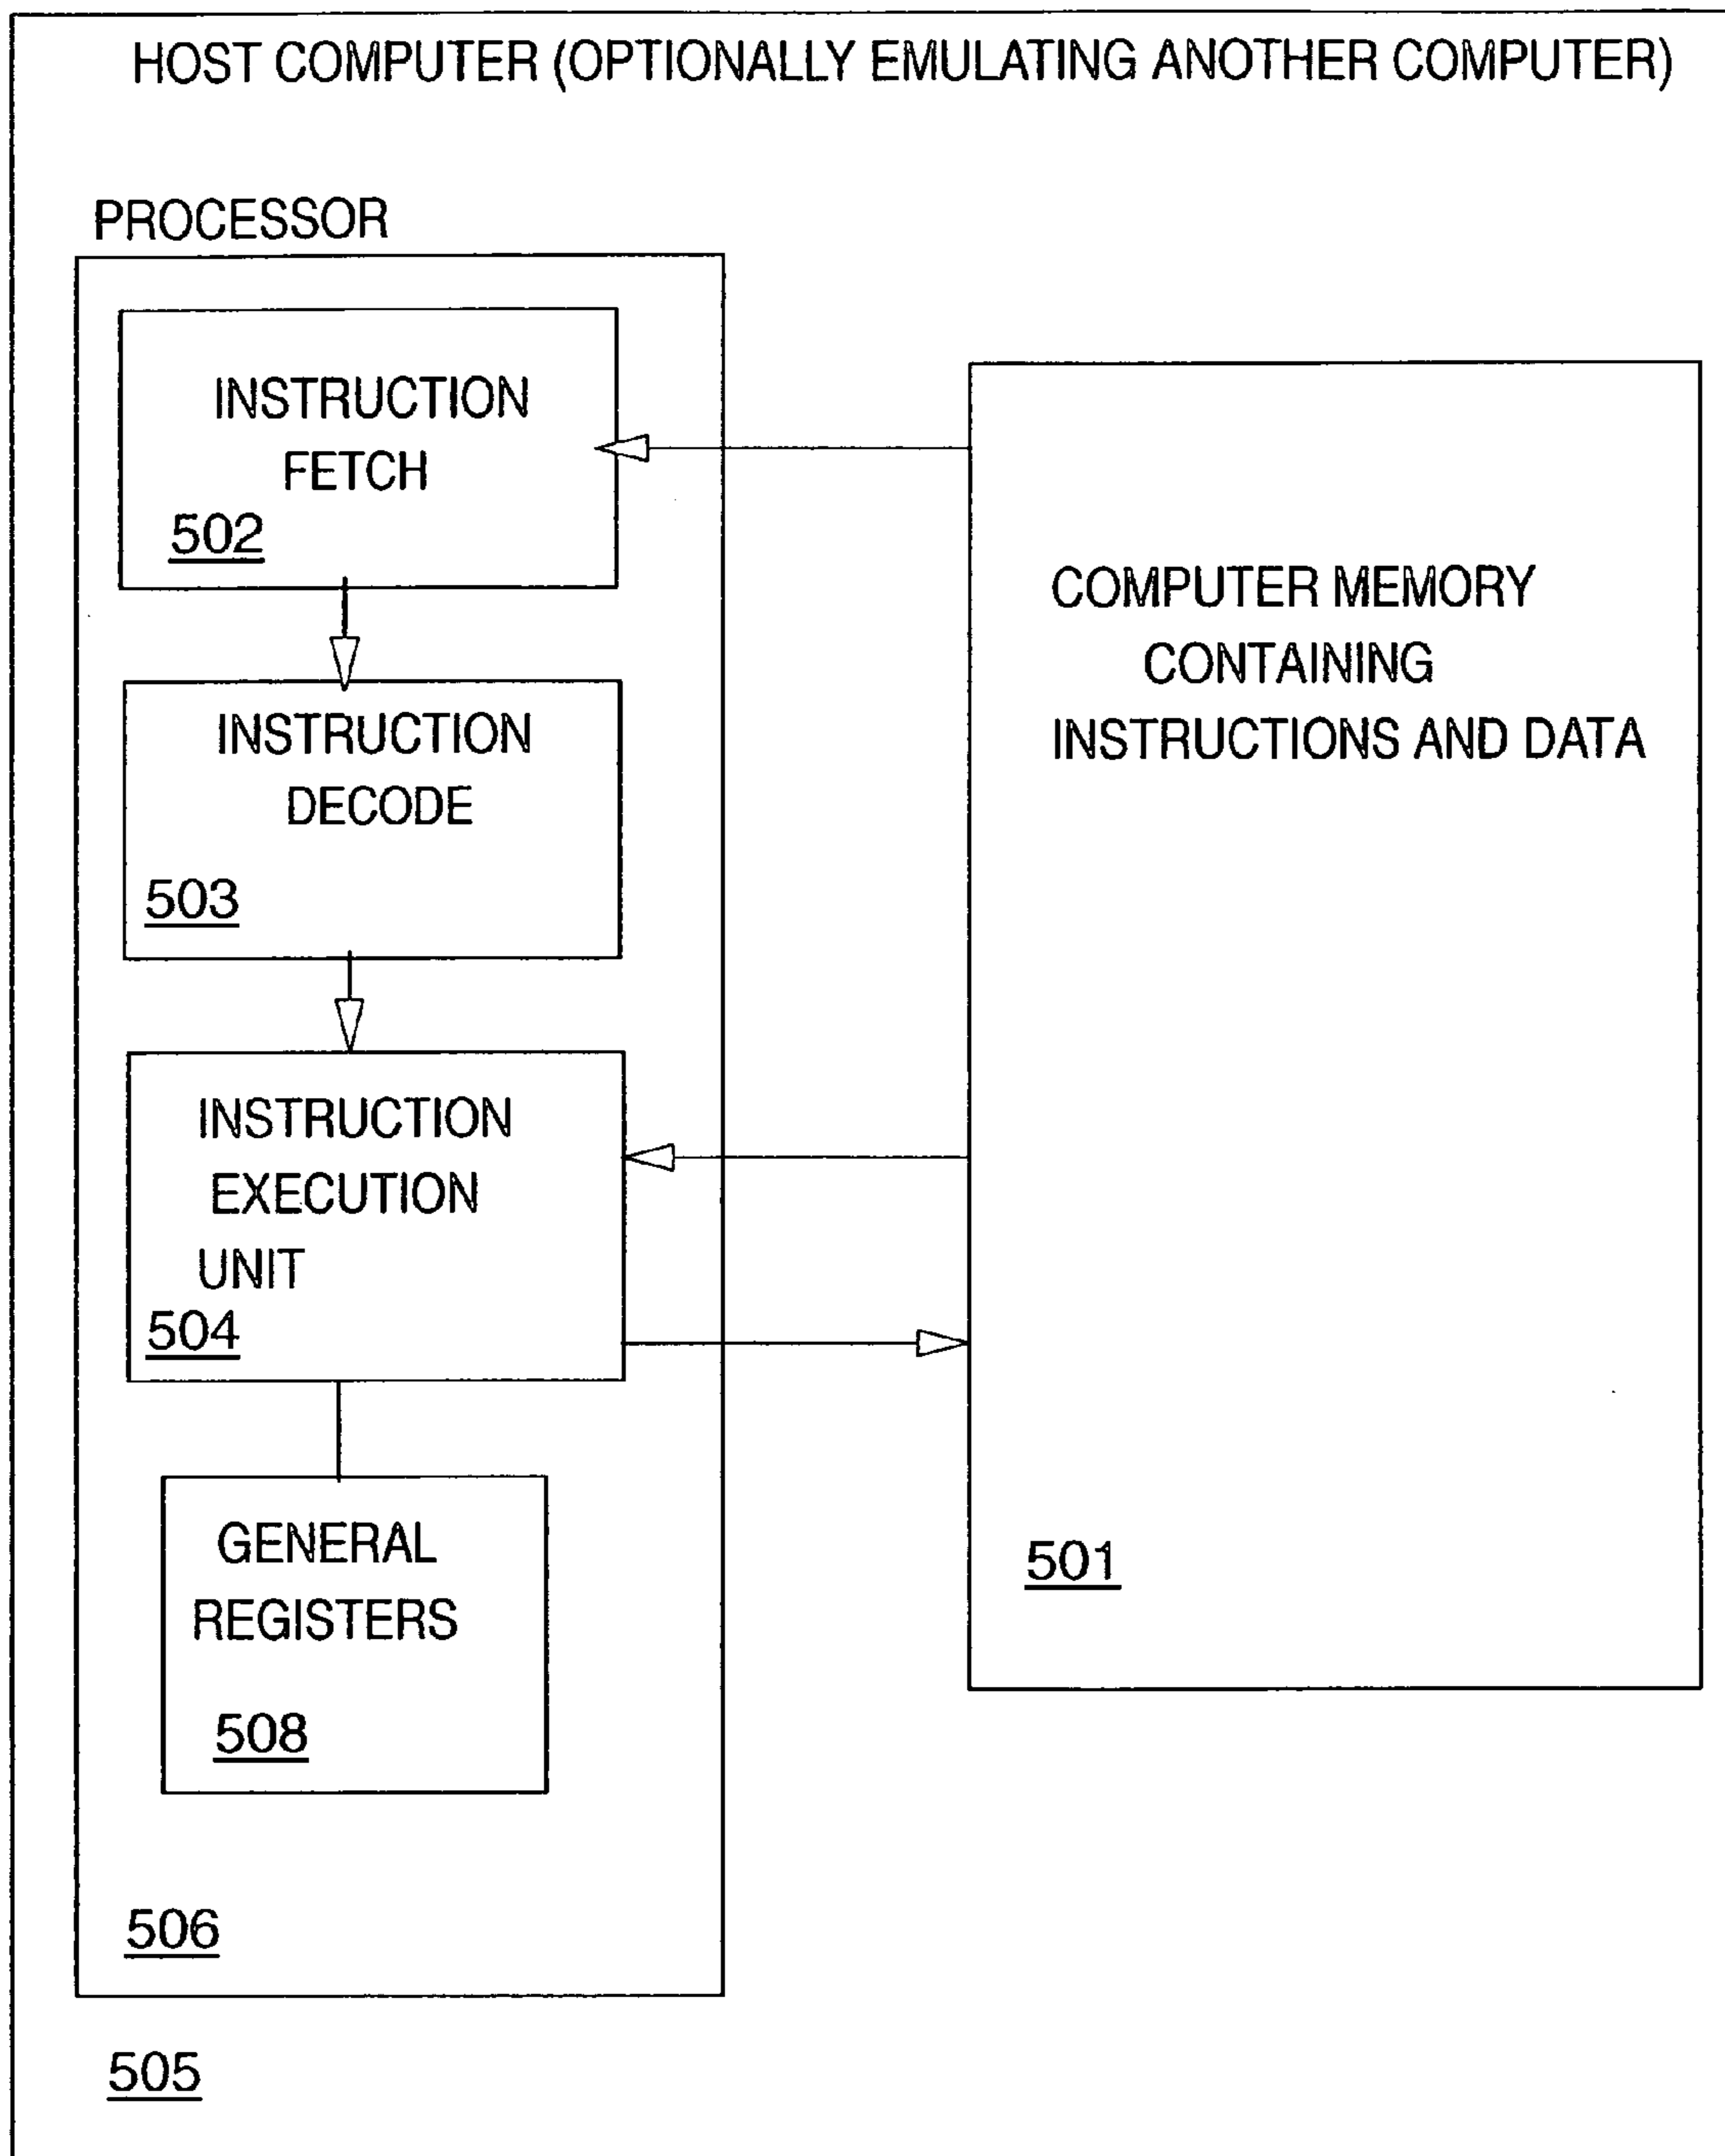 HOST COMPUTER (OPTIONALLY EMULATING ANOTHER COMPUTER)
PROCESSOR
INSTRUCTION
FETCH
502
INSTRUCTION
DECODE
503
INSTRUCTION
EXECUTION
UNIT
504
GENERAL
REGISTERS
508
506
505
COMPUTER MEMORY
CONTAINING
INSTRUCTIONS AND DATA
501